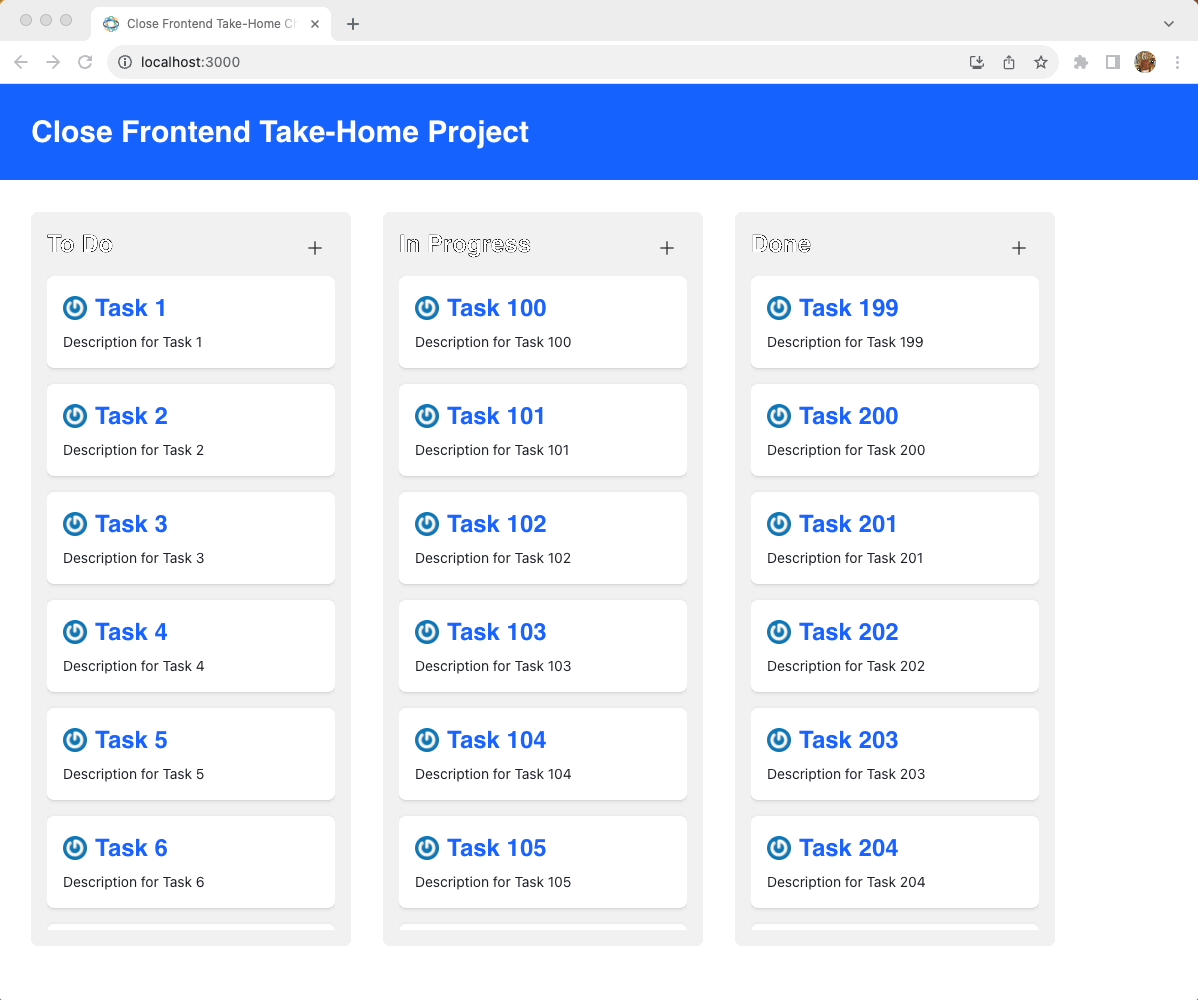 Close Frontend Take-Home Ch
localhost:3000
Close Frontend Take-Home Project
To Do
Task 1
Description for Task 1
Task 2
Description for Task 2
Task 3
Description for Task 3
Task 4
Description for Task 4
Task 5
Description for Task 5
Task 6
Description for Task 6
In Progress
Task 100
Description for Task 100
Task 101
Description for Task 101
Task 102
Description for Task 102
Task 103
Description for Task 103
Task 104
Description for Task 104
Task 105
Description for Task 105
Done
Task 199
Description for Task 199
Task 200
Description for Task 200
Task 201
Description for Task 201
Task 202
Description for Task 202
Task 203
Description for Task 203
Task 204
Description for Task 204